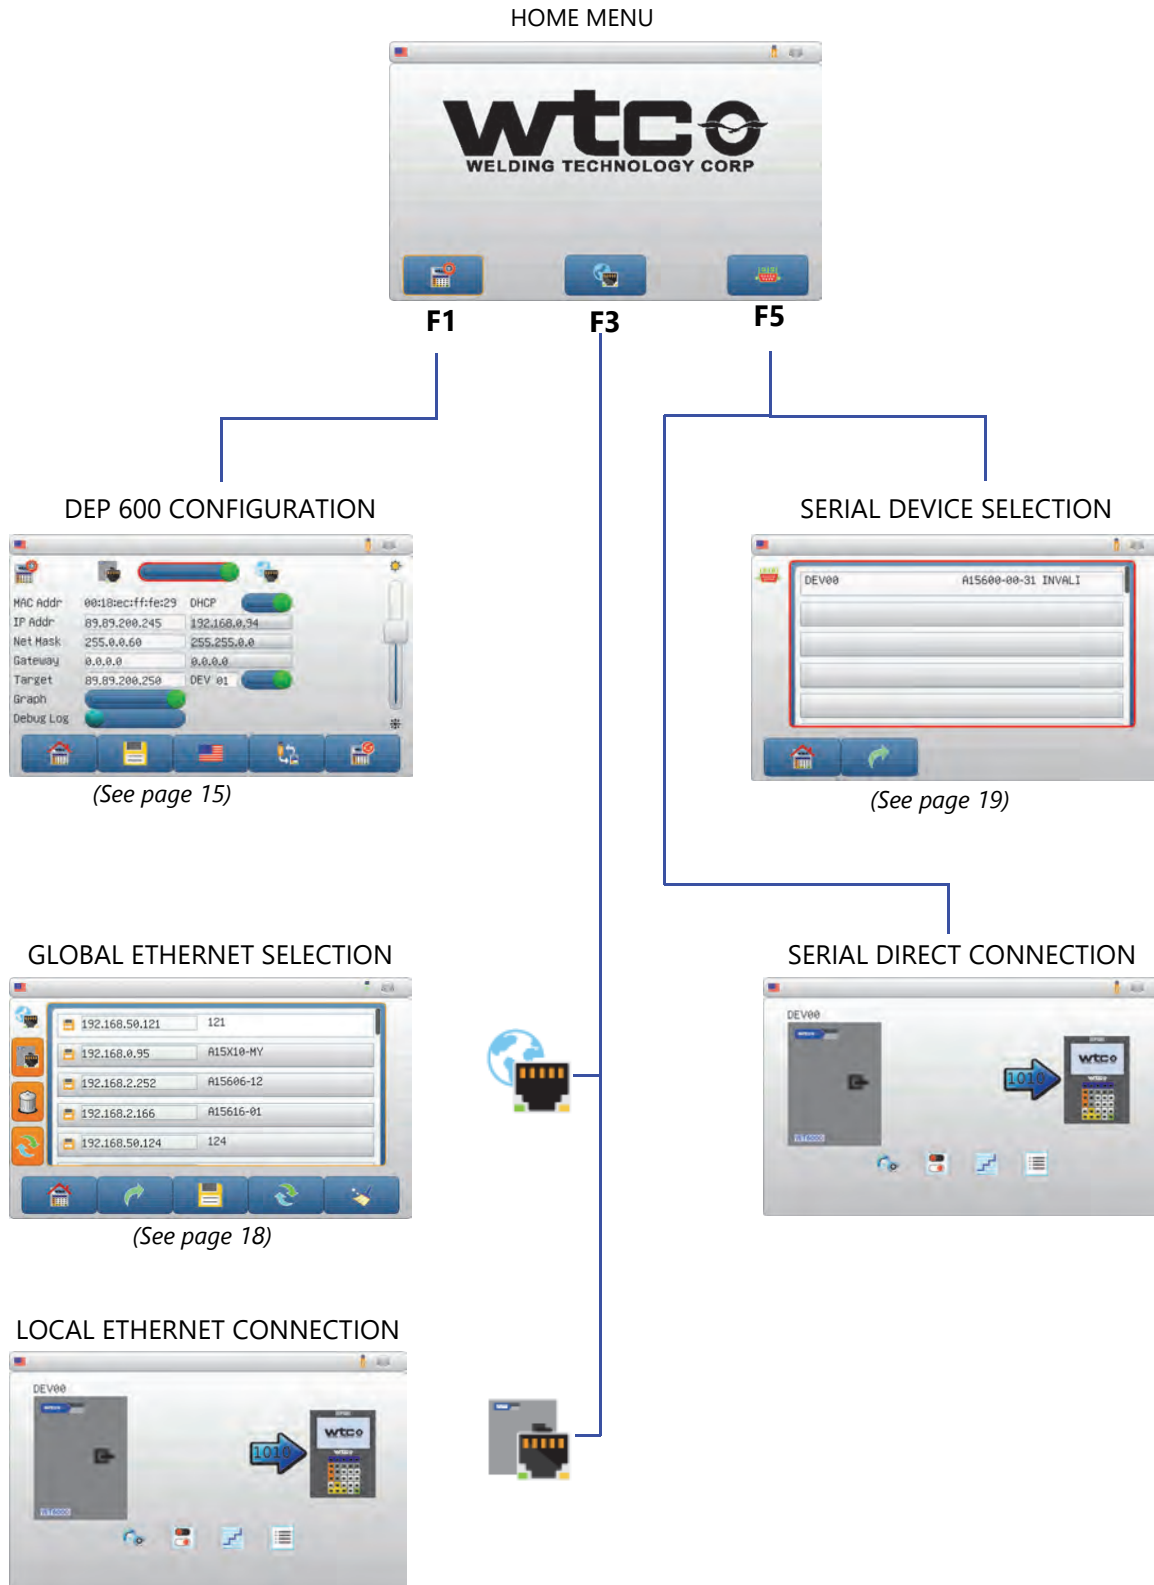 HOME MENU
wtco
WELDING TECHNOLOGY CORP
F1
F3
F5
DEP 600 CONFIGURATION
MAC Addr 00:18:ec:ff:fe:29 DHCP
IP Addr 89.89.200.245 192.168.0.94
Net Mask 255.0.0.60 255.255.0.0
Gateway 0.0.0.0 0.0.0.0
Target 89.89.200.250 DEV 01
Graph
Debug Log
(See page 15)
SERIAL DEVICE SELECTION
DEV00 A15600-00-31 INVALI
(See page 19)
GLOBAL ETHERNET SELECTION
192.168.50.121 121
192.168.0.95 A15X10-MY
192.168.2.252 A15606-12
192.168.2.166 A15616-01
192.168.50.124 124
(See page 18)
SERIAL DIRECT CONNECTION
DEV00
wtco
1010
LOCAL ETHERNET CONNECTION
DEV00
wtco
1010